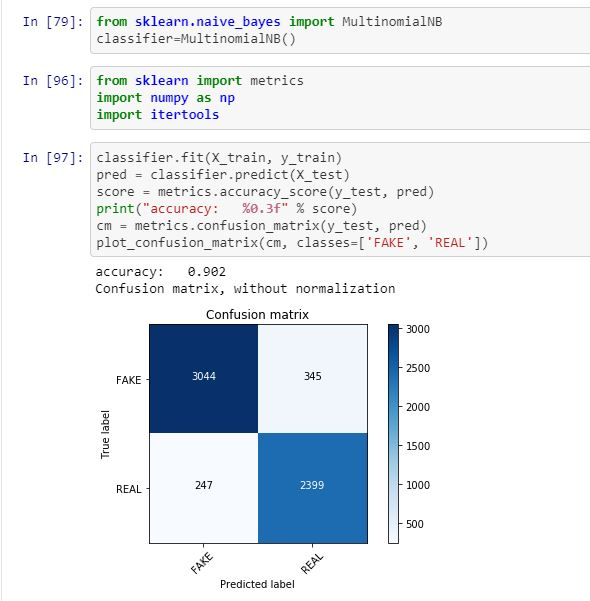 In [79]: from sklearn.naive_bayes import MultinomialNB
classifier=MultinomialNB()
In [96]: from sklearn import metrics
import numpy as np
import itertools
In [97]: classifier.fit(X_train, y_train)
pred = classifier.predict(X_test)
score = metrics.accuracy_score(y_test, pred)
print("accuracy:   %0.3f" % score)
cm = metrics.confusion_matrix(y_test, pred)
plot_confusion_matrix(cm, classes=['FAKE', 'REAL'])
accuracy:   0.902
Confusion matrix, without normalization
Confusion matrix
True label
FAKE 3044 345
REAL 247 2399
FAKE REAL
Predicted label
3000
2500
2000
1500
1000
500